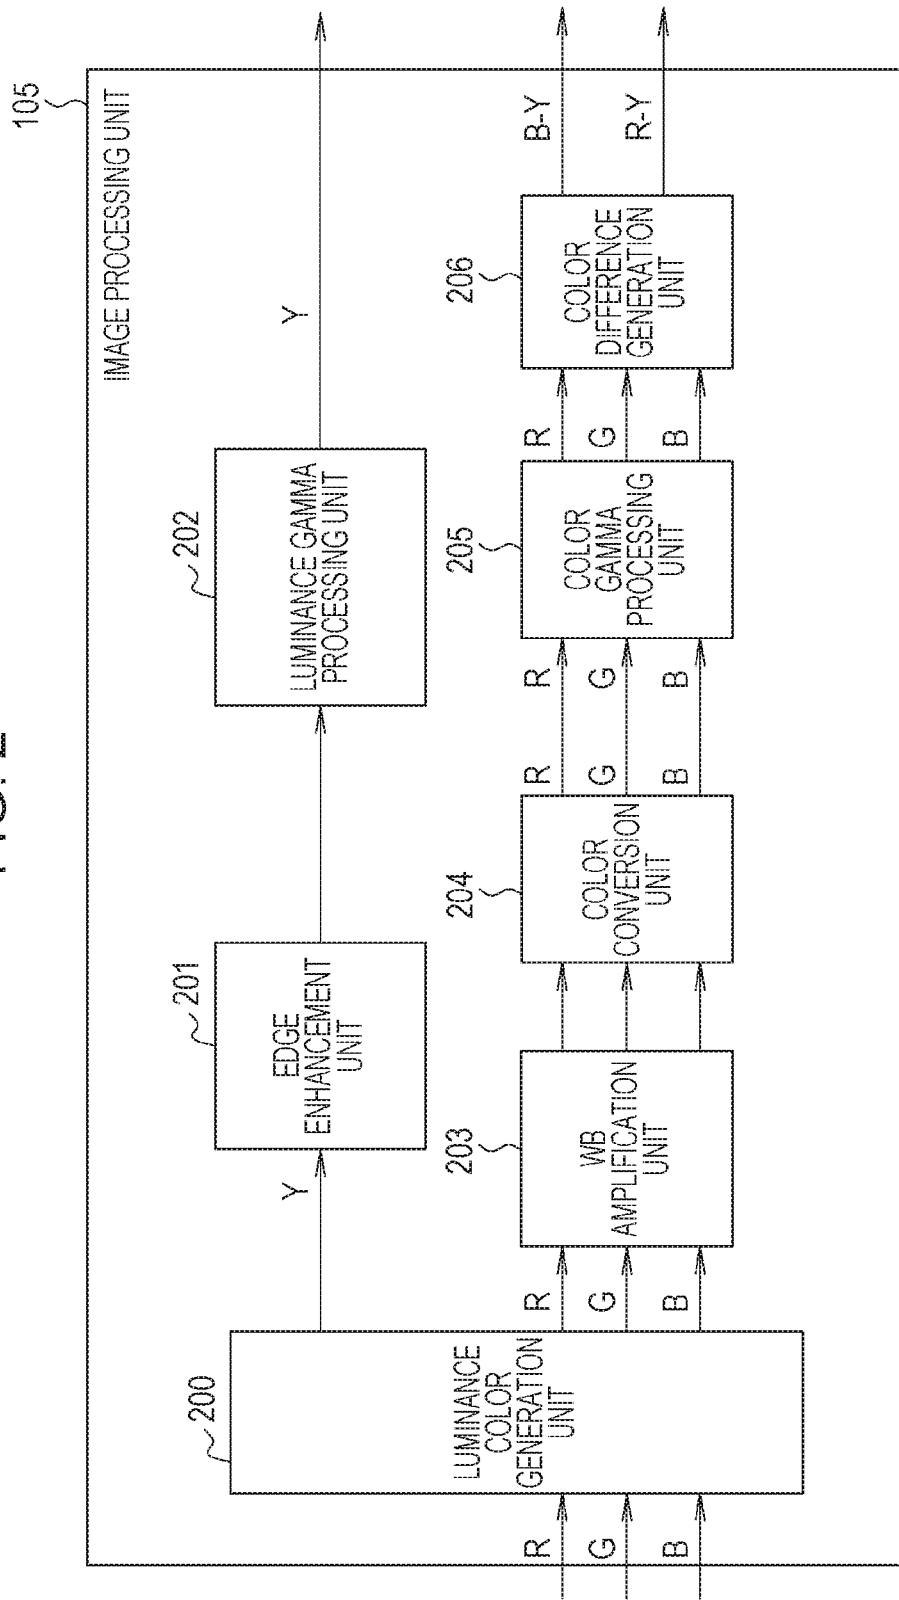 105
IMAGE PROCESSING UNIT
200
LUMINANCE
COLOR
GENERATION
UNIT
R
G
B
Y
R
G
B
201
EDGE
ENHANCEMENT
UNIT
202
LUMINANCE GAMMA
PROCESSING UNIT
Y
203
WB
AMPLIFICATION
UNIT
204
COLOR
CONVERSION
UNIT
R
G
B
R
G
B
205
COLOR
GAMMA
PROCESSING
UNIT
R
G
B
206
COLOR
DIFFERENCE
GENERATION
UNIT
B-Y
R-Y